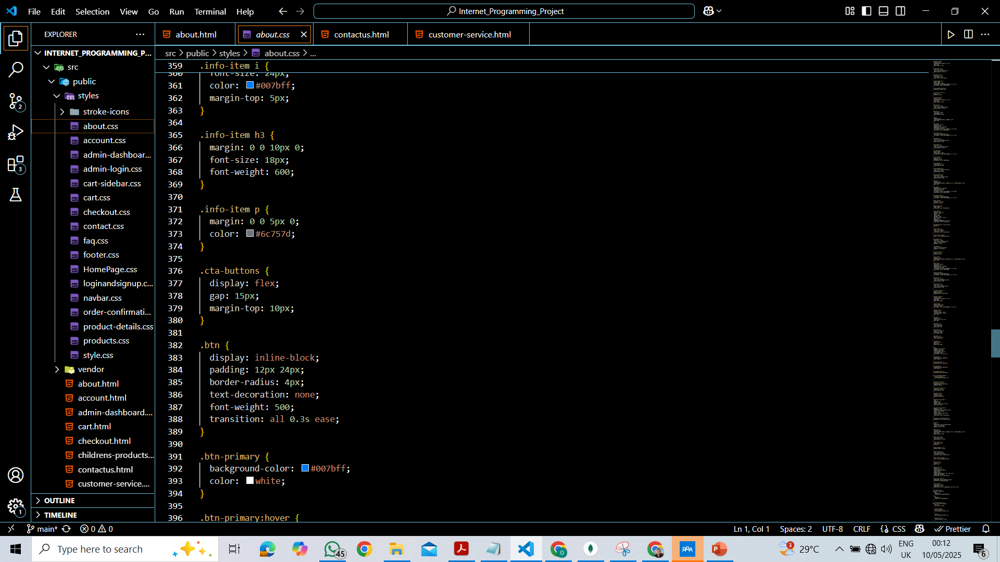 File Edit Selection View Go Run Terminal Help
Internet_Programming_Project
EXPLORER
about.html
about.css
contactus.html
customer-service.html
src > public > styles > about.css > ...
INTERNET_PROGRAMMING_P...
src
public
styles
stroke-icons
about.css
account.css
admin-dashboar...
admin-login.css
cart-sidebar.css
cart.css
checkout.css
contact.css
faq.css
footer.css
HomePage.css
loginandsignup.c...
navbar.css
order-confirmati...
product-details.css
products.css
style.css
vendor
about.html
account.html
admin-dashboard....
cart.html
checkout.html
childrens-products...
contactus.html
customer-service....
OUTLINE
TIMELINE
2
3
1
359 .info-item i {
360 font-size: 24px;
361 color: #007bff;
362 margin-top: 5px;
363 }
364
365 .info-item h3 {
366 margin: 0 0 10px 0;
367 font-size: 18px;
368 font-weight: 600;
369 }
370
371 .info-item p {
372 margin: 0 0 5px 0;
373 color: #6c757d;
374 }
375
376 .cta-buttons {
377 display: flex;
378 gap: 15px;
379 margin-top: 10px;
380 }
381
382 .btn {
383 display: inline-block;
384 padding: 12px 24px;
385 border-radius: 4px;
386 text-decoration: none;
387 font-weight: 500;
388 transition: all 0.3s ease;
389 }
390
391 .btn-primary {
392 background-color: #007bff;
393 color: white;
394 }
395
396 .btn-primary:hover {
main* 0 0
Ln 1, Col 1 Spaces: 2 UTF-8 CRLF {} CSS Prettier
Type here to search
45
3
29°C
ENG
UK
00:12
10/05/2025
6